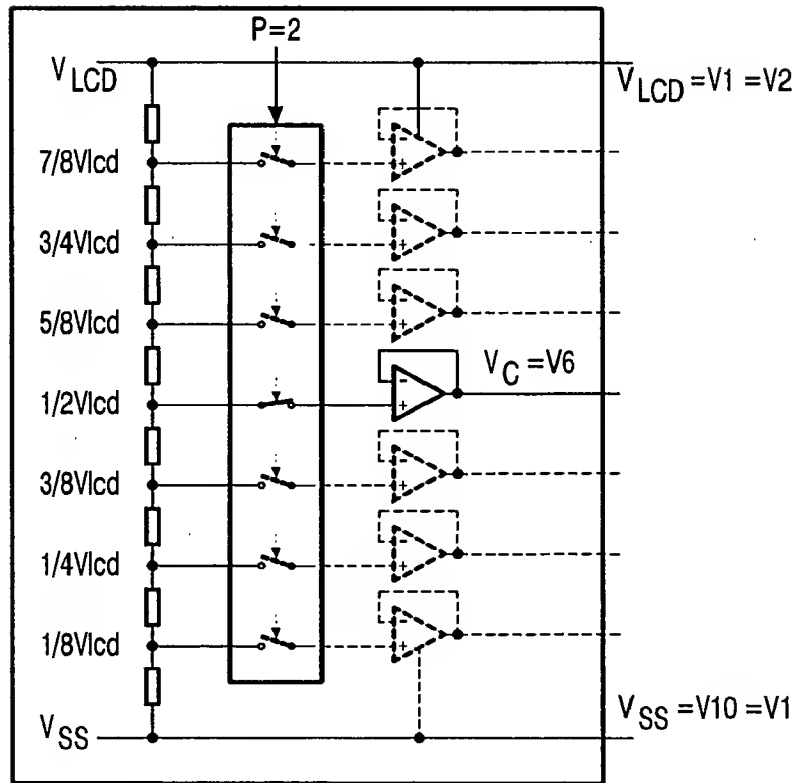 P=2
V LCD
V LCD =V1 = V2
7/8Vlcd
3/4Vlcd
5/8Vlcd
V C =V6
1/2Vlcd
3/8Vlcd
1/4Vlcd
1/8Vlcd
V SS =V10 =V1
V SS